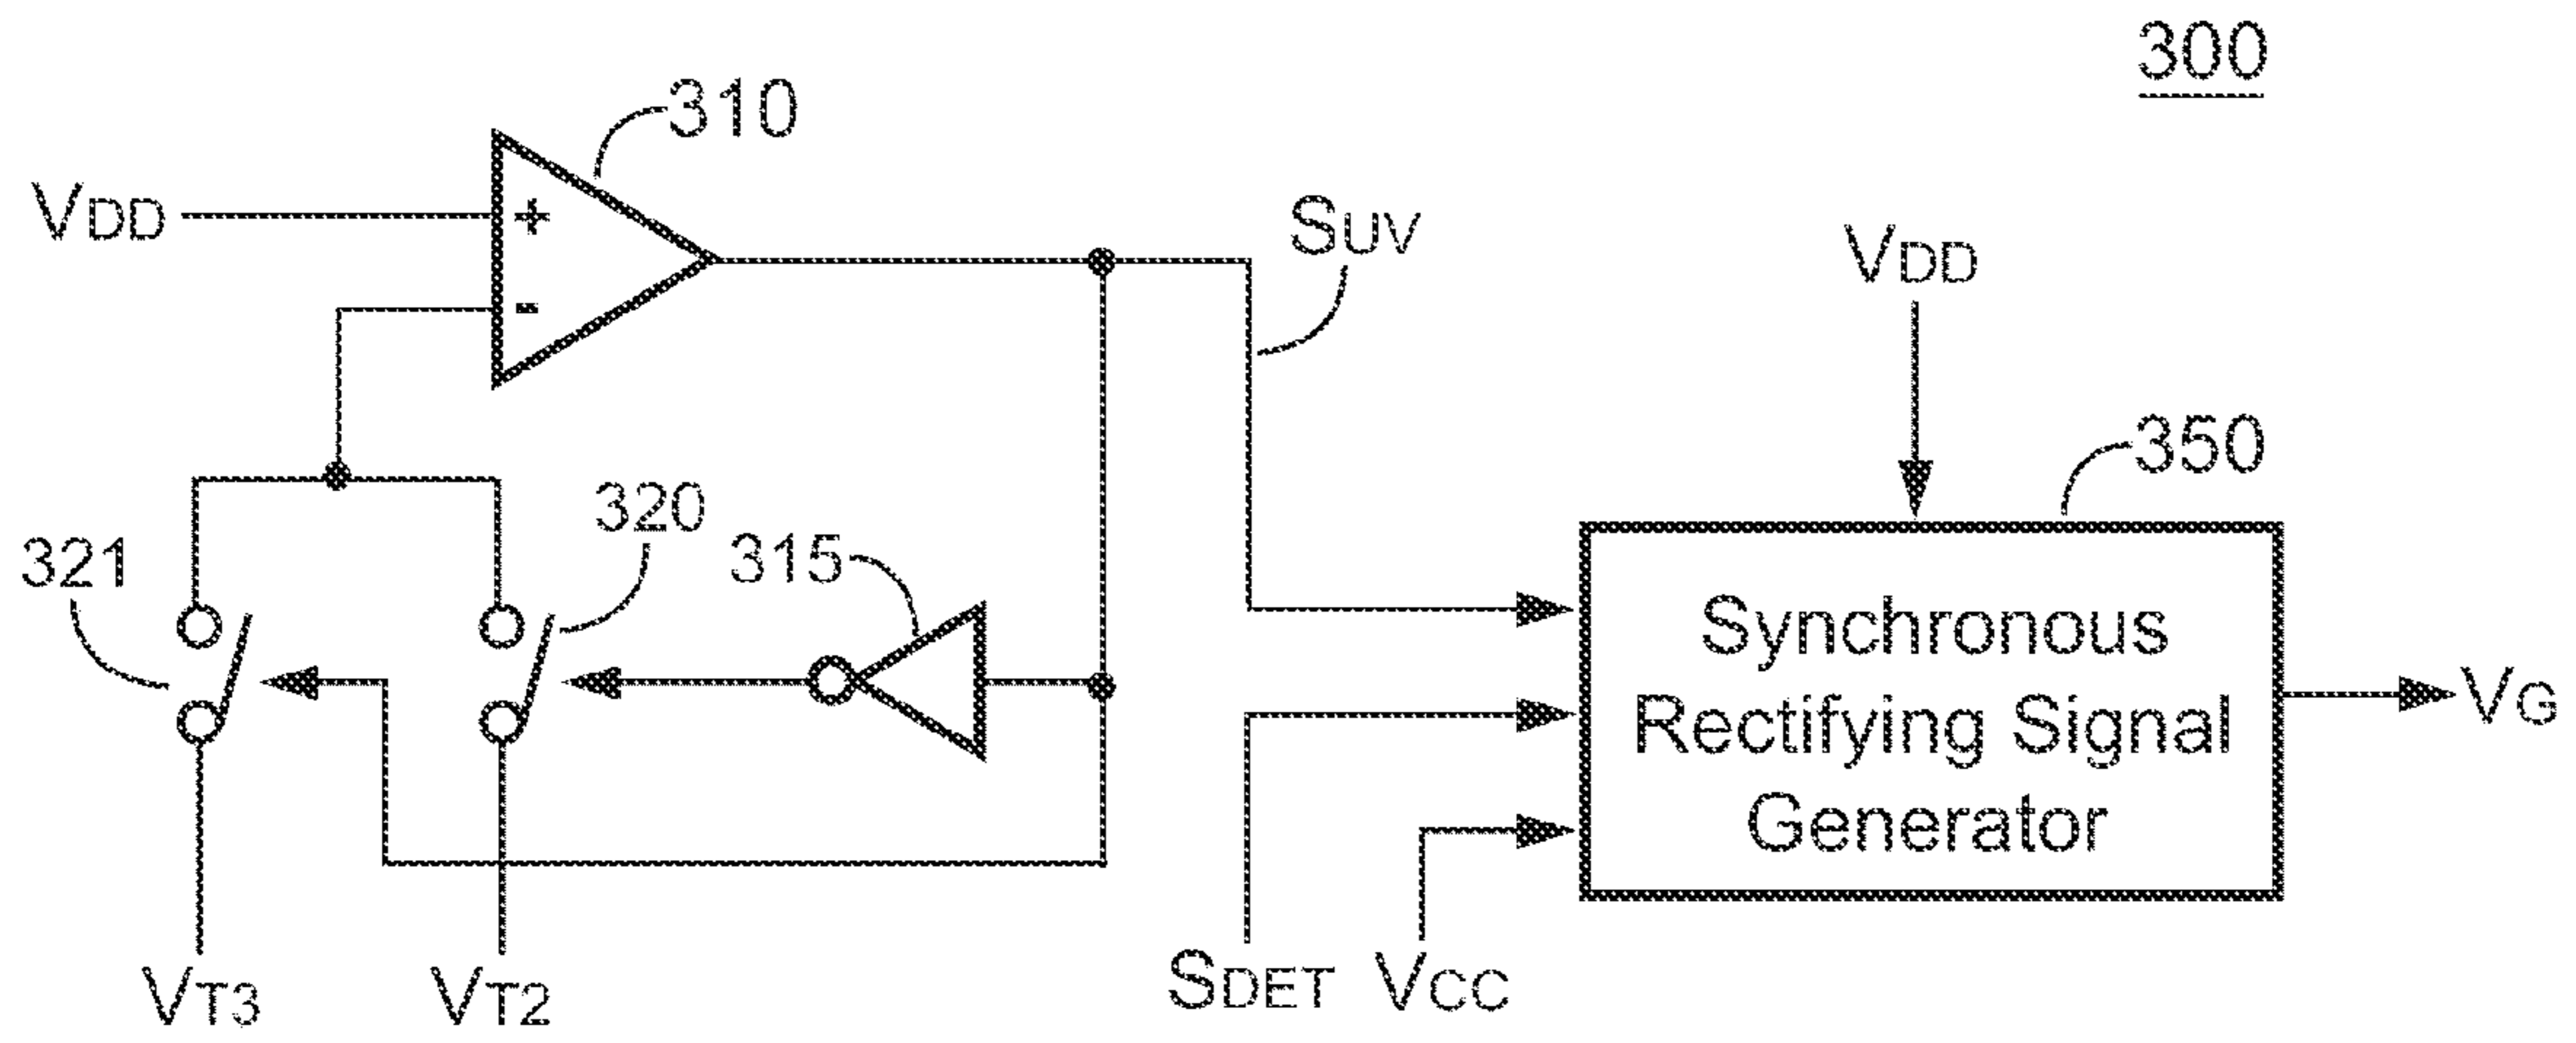 300
310
VDD
+
-
SUV
VDD
350
320
315
321
Synchronous
Rectifying Signal
Generator
VG
VT3
VT2
SDET
VCC